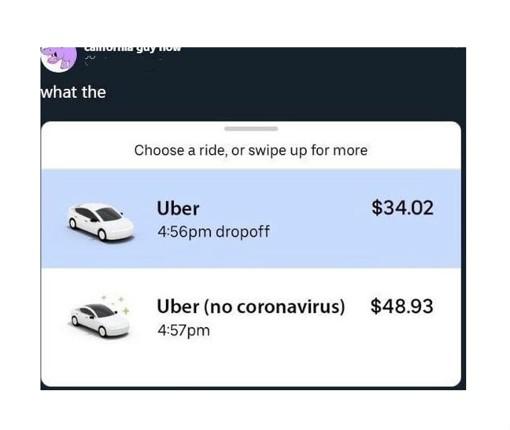 california guy now
what the
Choose a ride, or swipe up for more
Uber $34.02
4:56pm dropoff
Uber (no coronavirus) $48.93
4:57pm